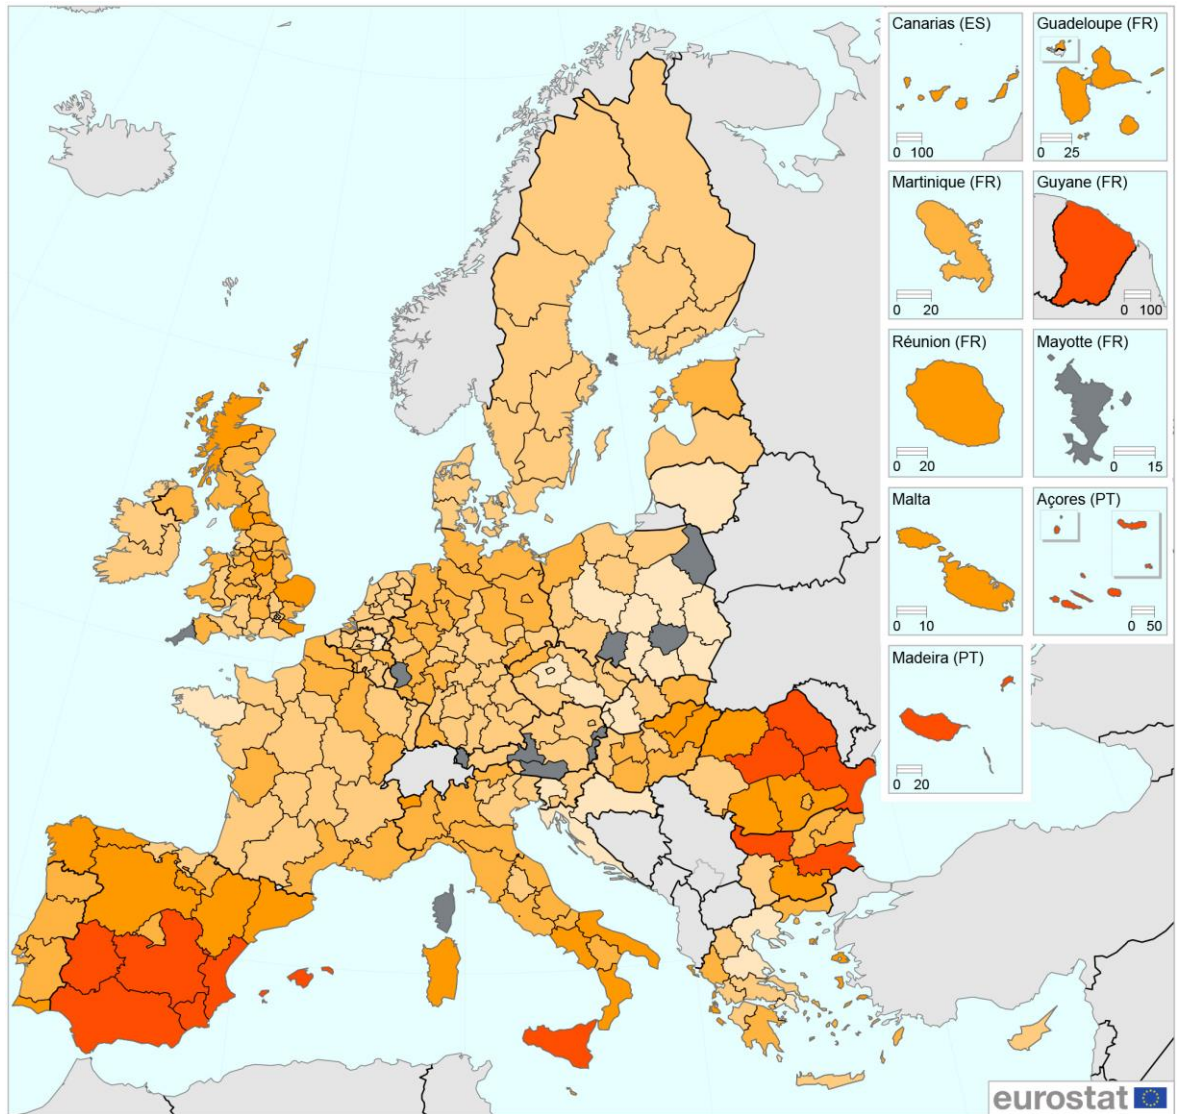 Canarias (ES)
0 100
Guadeloupe (FR)
0 25
Martinique (FR)
0 20
Guyane (FR)
0 100
Réunion (FR)
0 20
Mayotte (FR)
0 15
Malta
0 10
Açores (PT)
0 50
Madeira (PT)
0 20
eurostat